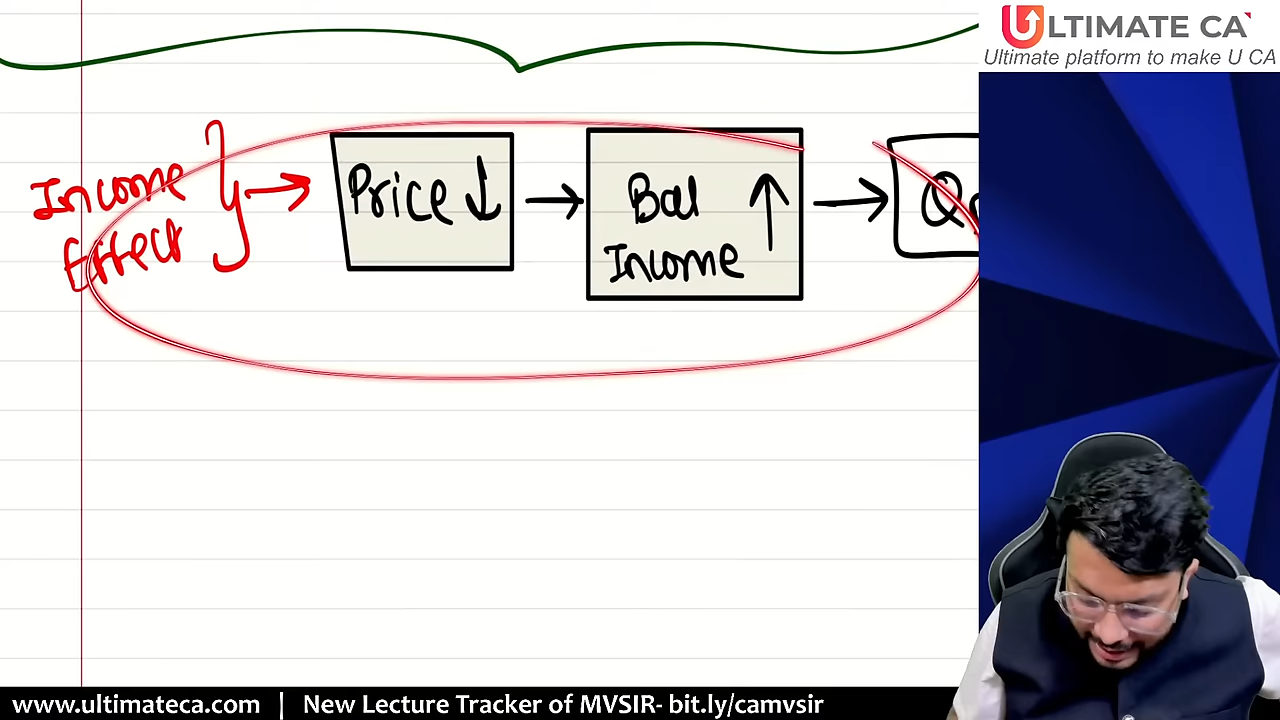 ULTIMATE CA
Ultimate platform to make U CA
Income
Effect
Price ↓
Bal ↑
Income
www.ultimateca.com | New Lecture Tracker of MVSIR- bit.ly/camvsir